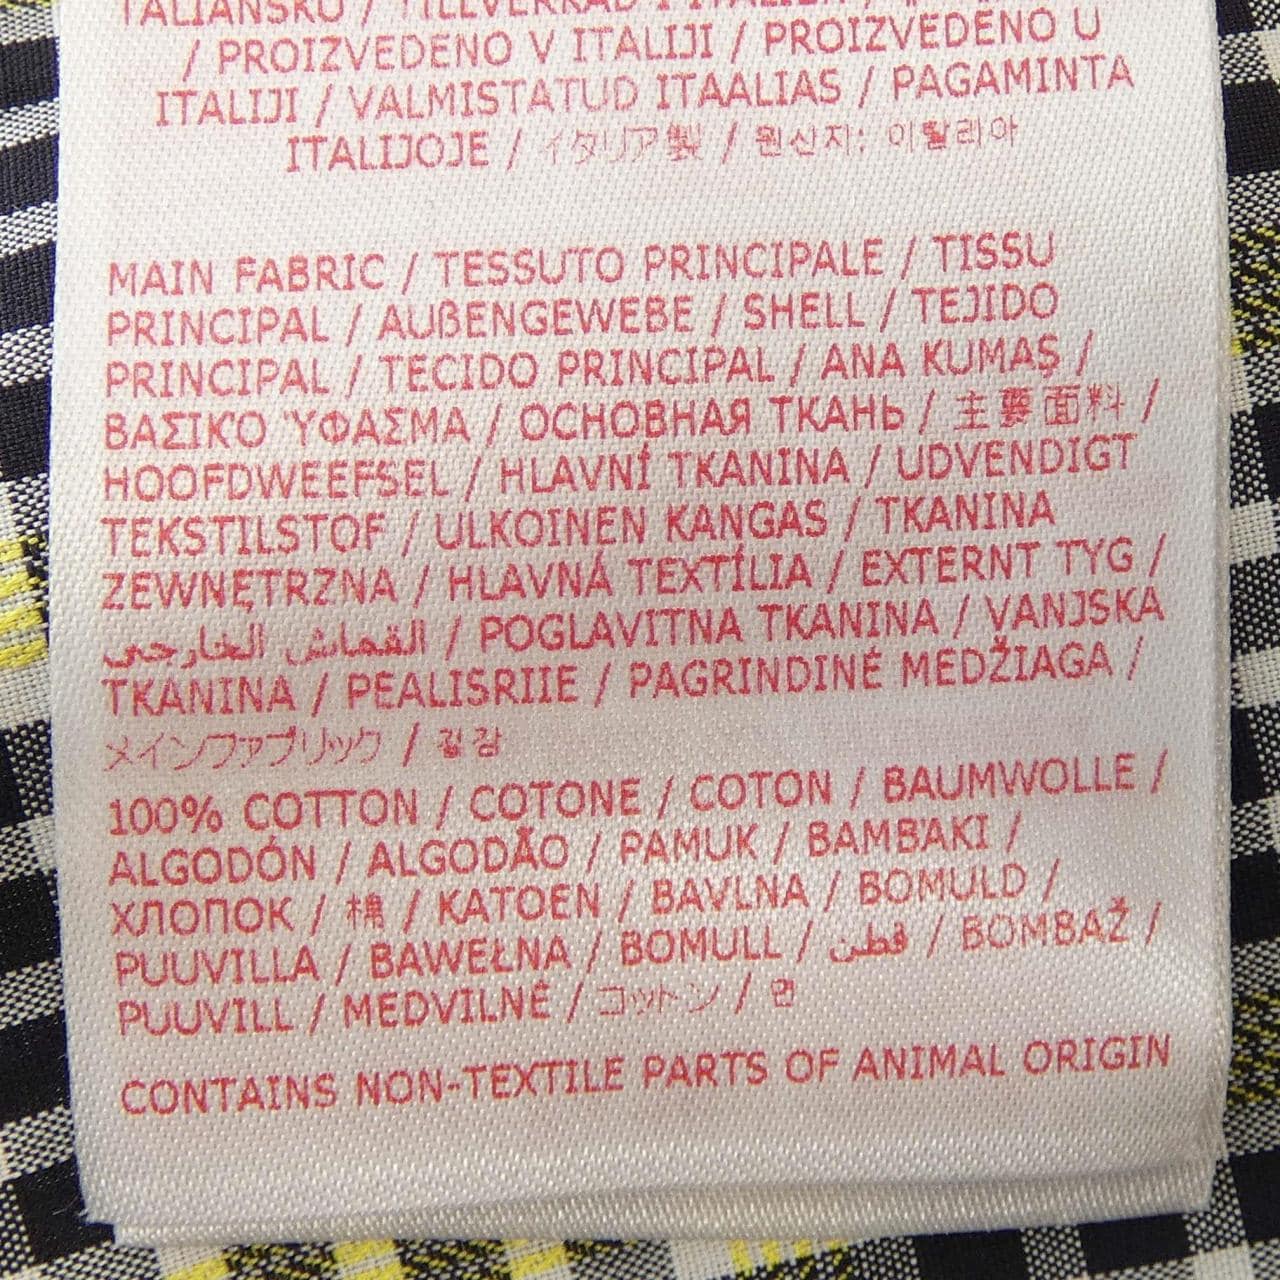 TALIANSKU / TILLVERKAD I ITALIEN /
/ PROIZVEDENO V ITALIJI / PROIZVEDENO U
ITALIJI / VALMISTATUD ITAALIAS / PAGAMINTA
ITALIJOJE / イタリア製 / 원산지: 이탈리아
MAIN FABRIC / TESSUTO PRINCIPALE / TISSU
PRINCIPAL / AUßENGEWEBE / SHELL / TEJIDO
PRINCIPAL / TECIDO PRINCIPAL / ANA KUMAŞ /
ΒΑΣΙΚΌ ΎΦΑΣΜΑ / ОСНОВНАЯ ТКАНЬ / 主要面料 /
HOOFDWEEFSEL / HLAVNÍ TKANINA / UDVENDIGT
TEKSTILSTOF / ULKOINEN KANGAS / TKANINA
ZEWNĘTRZNA / HLAVNÁ TEXTÍLIA / EXTERNT TYG /
القماش الخارجي / POGLAVITNA TKANINA / VANJSKA
TKANINA / PEALISRIIE / PAGRINDINĖ MEDŽIAGA /
メインファブリック / 겉감
100% COTTON / COTONE / COTON / BAUMWOLLE /
ALGODÓN / ALGODÃO / PAMUK / ΒΑΜΒΆΚΙ /
ХЛОПОК / 棉 / KATOEN / BAVLNA / BOMULD /
PUUVILLA / BAWEŁNA / BOMULL / قطن / BOMBAŽ /
PUUVILL / MEDVILNĖ / コットン / 면
CONTAINS NON-TEXTILE PARTS OF ANIMAL ORIGIN